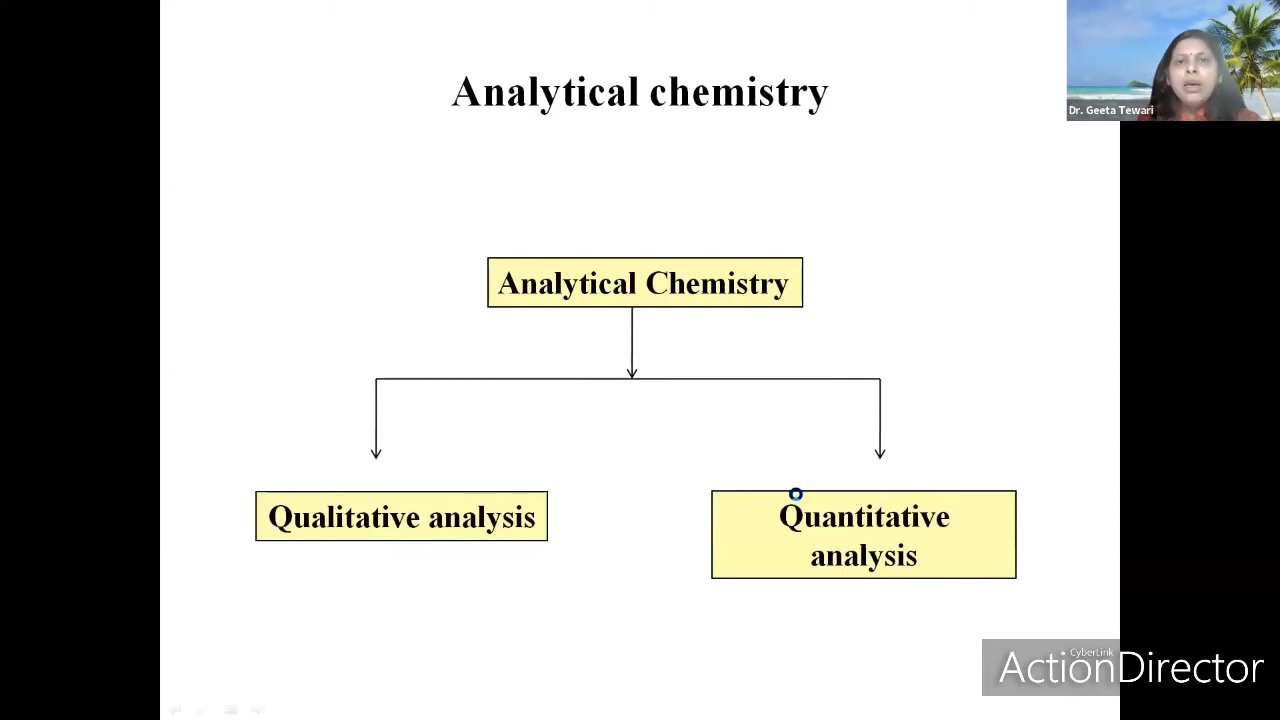 Analytical chemistry
Dr. Geeta Tewari
Analytical Chemistry
Qualitative analysis
Quantitative
analysis
CyberLink
ActionDirector